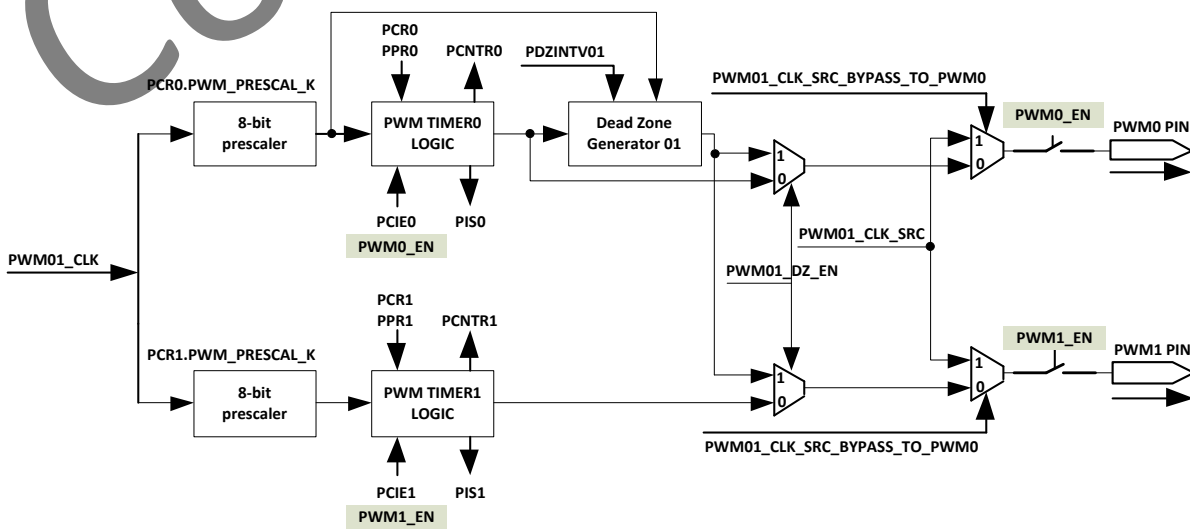 PCR0
PPR0
PCNTR0
PDZINTV01
PCR0.PWM_PRESCAL_K
PWM01_CLK_SRC_BYPASS_TO_PWM0
8-bit
prescaler
PWM TIMER0
LOGIC
Dead Zone
Generator 01
1
0
1
0
PWM0_EN
PWM0 PIN
PCIE0
PIS0
PWM0_EN
PWM01_CLK_SRC
PWM01_CLK
PWM01_DZ_EN
PCR1
PPR1
PCNTR1
PCR1.PWM_PRESCAL_K
8-bit
prescaler
PWM TIMER1
LOGIC
1
0
1
0
PWM1_EN
PWM1 PIN
PWM01_CLK_SRC_BYPASS_TO_PWM0
PCIE1
PIS1
PWM1_EN